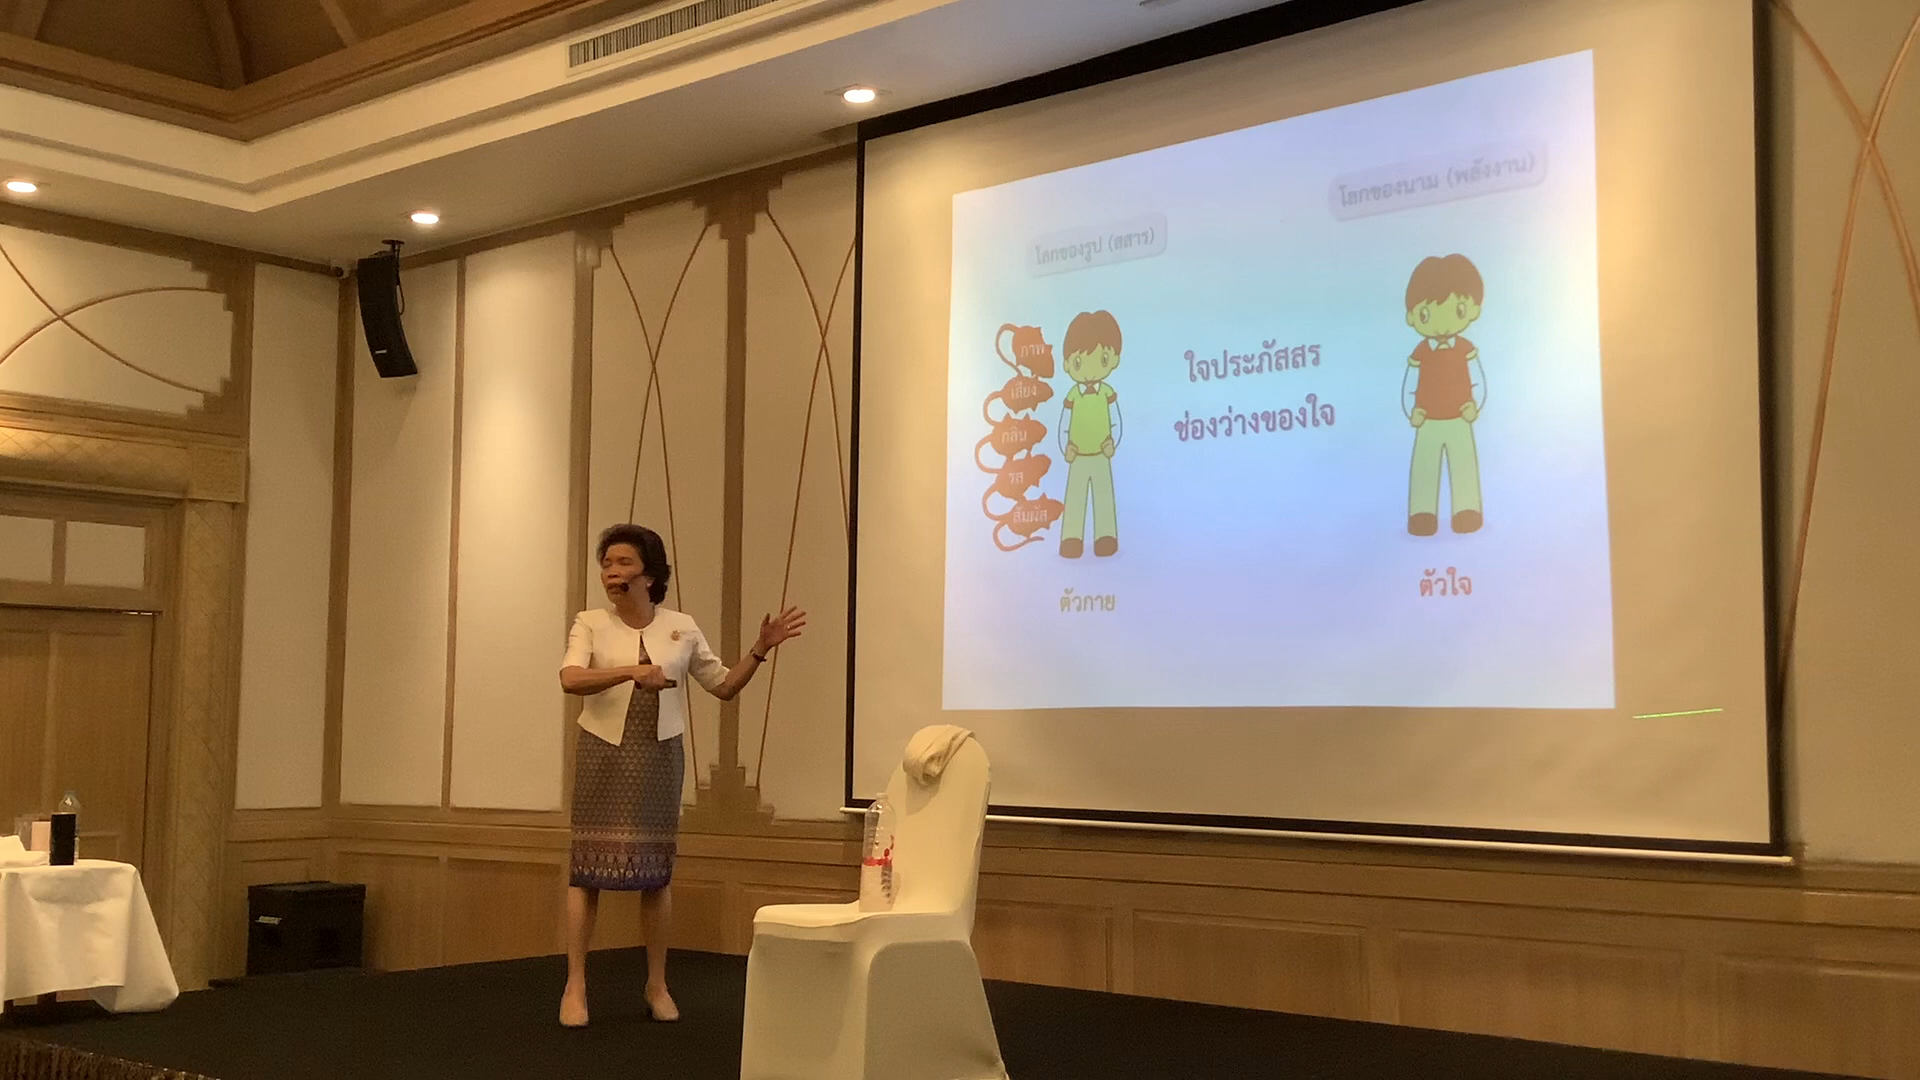 โลกของรูป (สสาร)
โลกของนาม (พลังงาน)
ภาพ
เสียง
กลิ่น
รส
สัมผัส
ใจประภัสสร
ช่องว่างของใจ
ตัวกาย
ตัวใจ